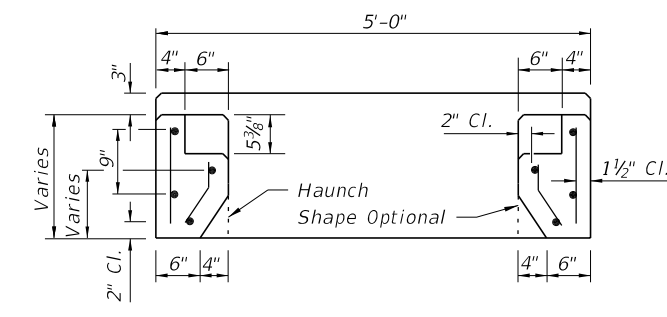 5'-0"
4" 6" 6" 4"
3"
Varies
Varies
9"
5⅜"
2" Cl.
1½" Cl.
Haunch
Shape Optional
2" Cl.
6" 4" 4" 6"